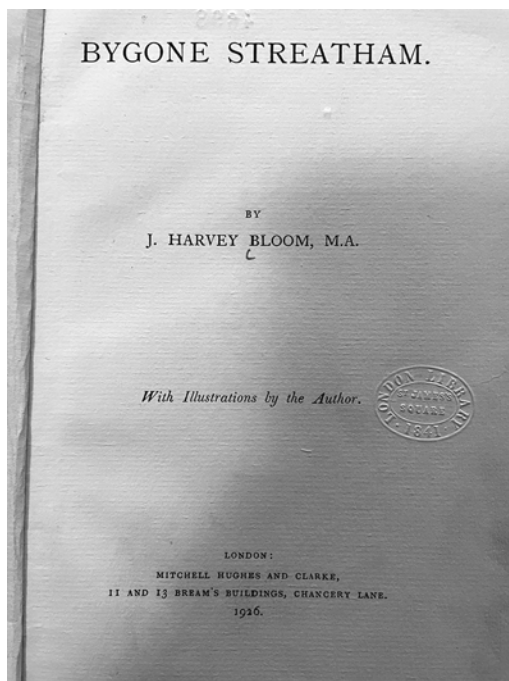 BYGONE STREATHAM.
BY
J. HARVEY BLOOM, M.A.
With Illustrations by the Author.
LONDON LIBRARY
ST JAMES'S
SQUARE
1841
LONDON:
MITCHELL HUGHES AND CLARKE,
11 AND 13 BREAM'S BUILDINGS, CHANCERY LANE.
1926.